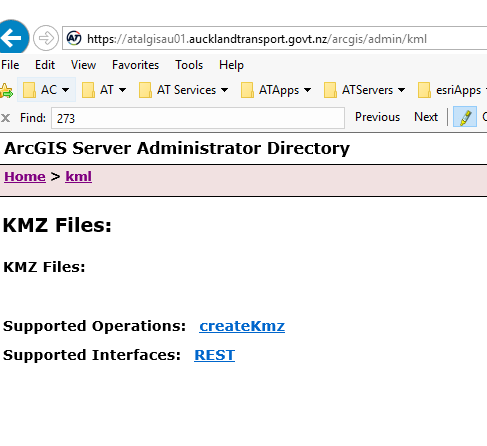 https://atalgisau01.aucklandtransport.govt.nz/arcgis/admin/kml
File Edit View Favorites Tools Help
AC AT AT Services ATApps ATServers esriApps
x Find: 273 Previous Next
ArcGIS Server Administrator Directory
Home > kml
KMZ Files:
KMZ Files:
Supported Operations: createKmz
Supported Interfaces: REST